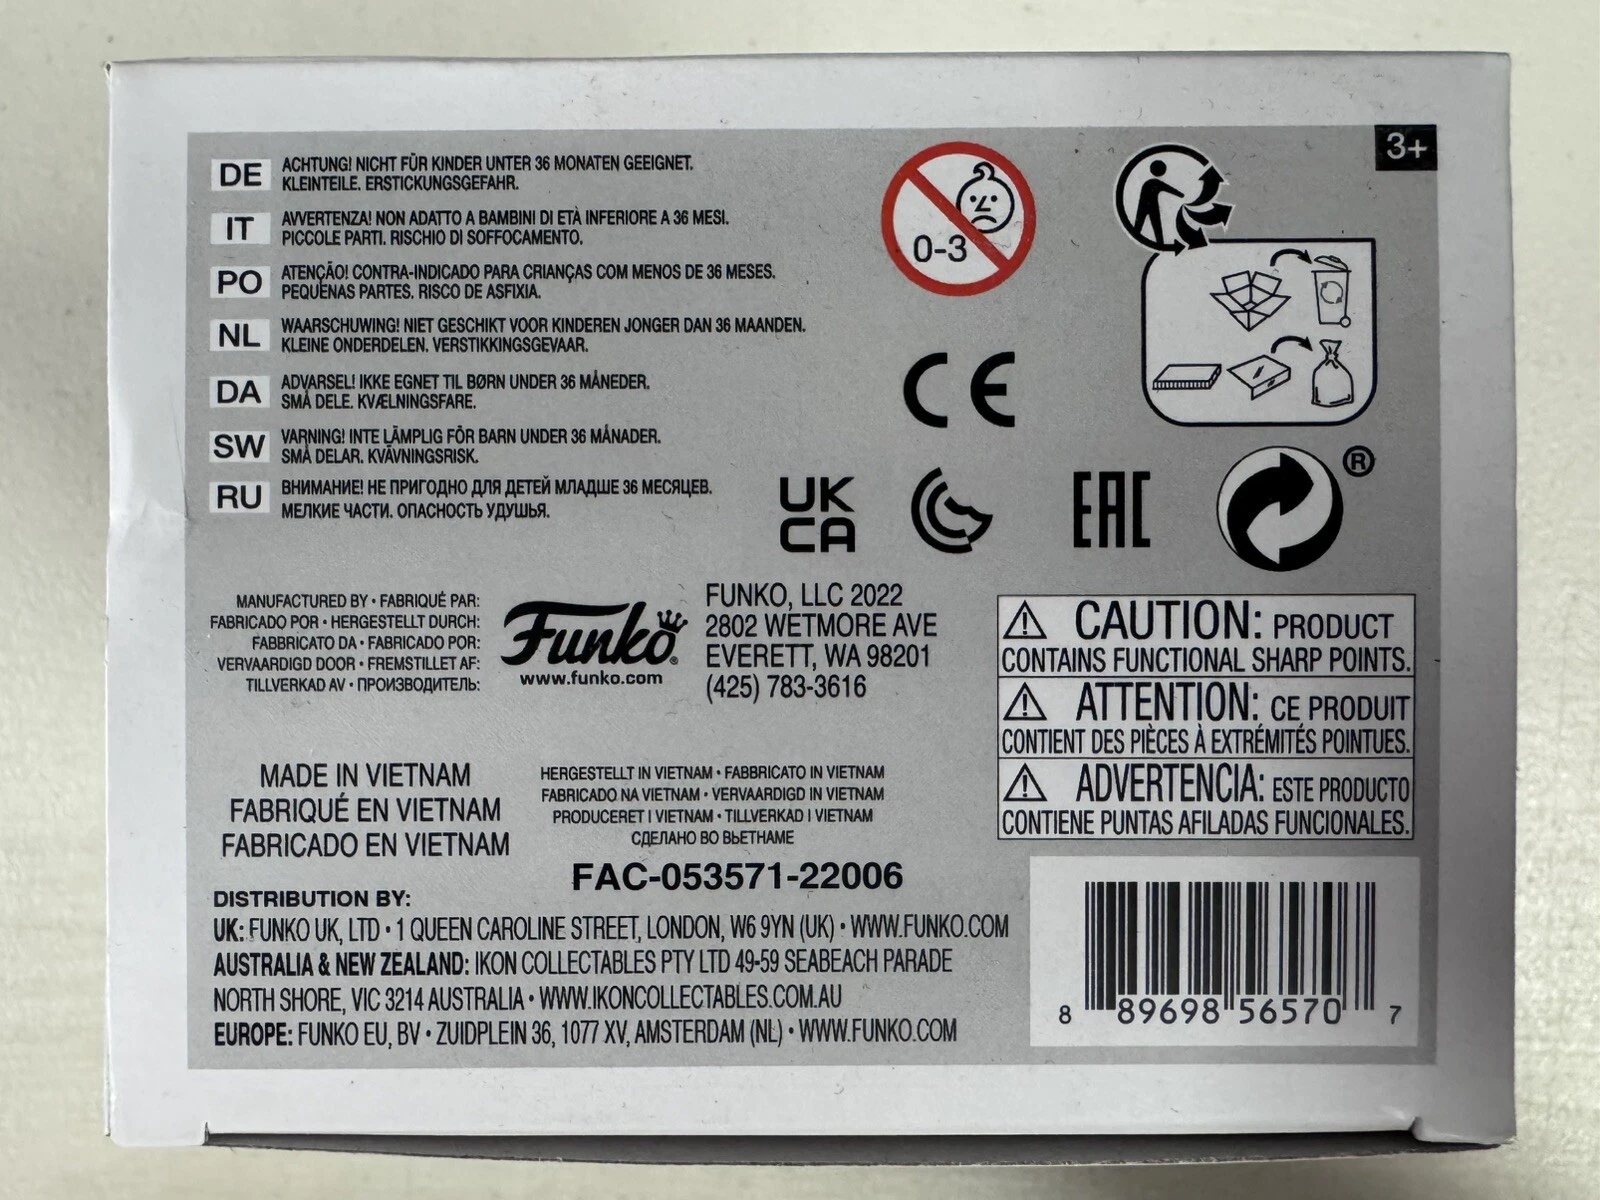 3+
DE
ACHTUNG! NICHT FÜR KINDER UNTER 36 MONATEN GEEIGNET.
KLEINTEILE. ERSTICKUNGSGEFAHR.
IT
AVVERTENZA! NON ADATTO A BAMBINI DI ETÀ INFERIORE A 36 MESI.
PICCOLE PARTI. RISCHIO DI SOFFOCAMENTO.
PO
ATENÇÃO! CONTRA-INDICADO PARA CRIANÇAS COM MENOS DE 36 MESES.
PEQUENAS PARTES. RISCO DE ASFIXIA.
NL
WAARSCHUWING! NIET GESCHIKT VOOR KINDEREN JONGER DAN 36 MAANDEN.
KLEINE ONDERDELEN. VERSTIKKINGSGEVAAR.
DA
ADVARSEL! IKKE EGNET TIL BØRN UNDER 36 MÅNEDER.
SMÅ DELE. KVÆLNINGSFARE.
SW
VARNING! INTE LÄMPLIG FÖR BARN UNDER 36 MÅNADER.
SMÅ DELAR. KVÄVNINGSRISK.
RU
ВНИМАНИЕ! НЕ ПРИГОДНО ДЛЯ ДЕТЕЙ МЛАДШЕ 36 МЕСЯЦЕВ.
МЕЛКИЕ ЧАСТИ. ОПАСНОСТЬ УДУШЬЯ.
0-3
CE
UK
CA
EAC
®
MANUFACTURED BY • FABRIQUÉ PAR:
FABRICADO POR • HERGESTELLT DURCH:
FABBRICATO DA • FABRICADO POR:
VERVAARDIGD DOOR • FREMSTILLET AF:
TILLVERKAD AV • ПРОИЗВОДИТЕЛЬ:
Funko®
www.funko.com
FUNKO, LLC 2022
2802 WETMORE AVE
EVERETT, WA 98201
(425) 783-3616
CAUTION: PRODUCT
CONTAINS FUNCTIONAL SHARP POINTS.
ATTENTION: CE PRODUIT
CONTIENT DES PIÈCES À EXTRÉMITÉS POINTUES.
ADVERTENCIA: ESTE PRODUCTO
CONTIENE PUNTAS AFILADAS FUNCIONALES.
MADE IN VIETNAM
FABRIQUÉ EN VIETNAM
FABRICADO EN VIETNAM
HERGESTELLT IN VIETNAM • FABBRICATO IN VIETNAM
FABRICADO NA VIETNAM • VERVAARDIGD IN VIETNAM
PRODUCERET I VIETNAM • TILLVERKAD I VIETNAM
СДЕЛАНО ВО ВЬЕТНАМЕ
FAC-053571-22006
DISTRIBUTION BY:
UK: FUNKO UK, LTD • 1 QUEEN CAROLINE STREET, LONDON, W6 9YN (UK) • WWW.FUNKO.COM
AUSTRALIA & NEW ZEALAND: IKON COLLECTABLES PTY LTD 49-59 SEABEACH PARADE
NORTH SHORE, VIC 3214 AUSTRALIA • WWW.IKONCOLLECTABLES.COM.AU
EUROPE: FUNKO EU, BV • ZUIDPLEIN 36, 1077 XV, AMSTERDAM (NL) • WWW.FUNKO.COM
8 89698 56570 7